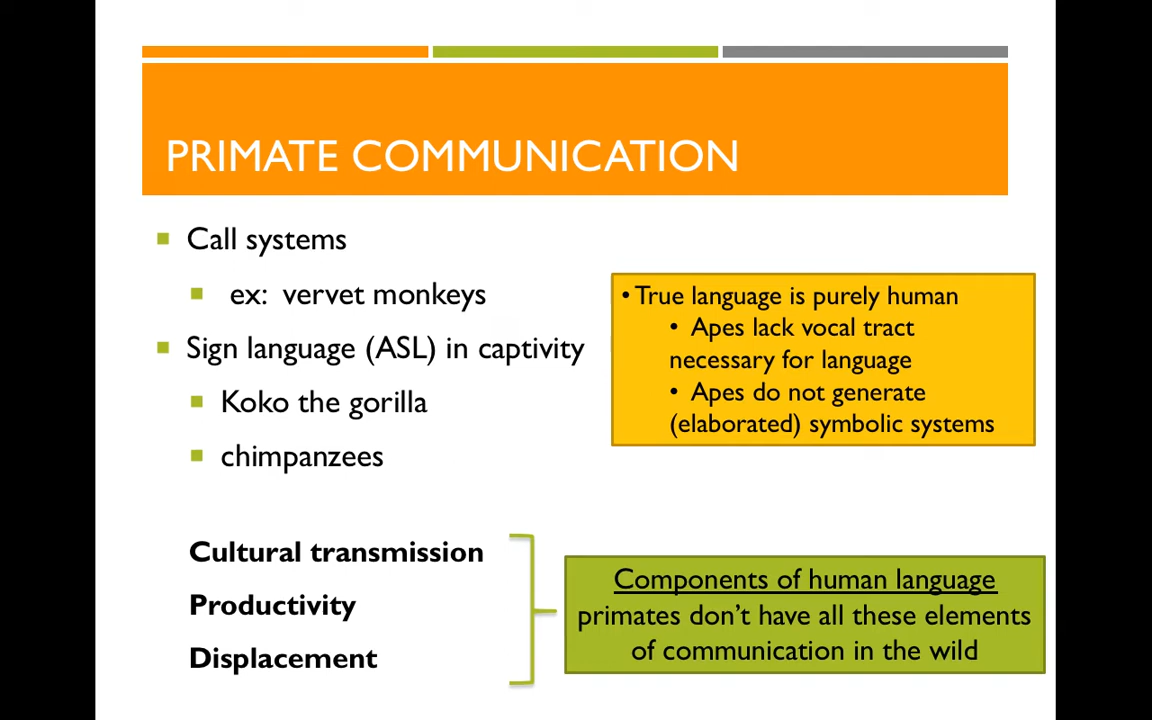 PRIMATE COMMUNICATION
Call systems
ex: vervet monkeys
Sign language (ASL) in captivity
Koko the gorilla
chimpanzees
• True language is purely human
• Apes lack vocal tract
necessary for language
• Apes do not generate
(elaborated) symbolic systems
Cultural transmission
Productivity
Displacement
Components of human language
primates don't have all these elements
of communication in the wild